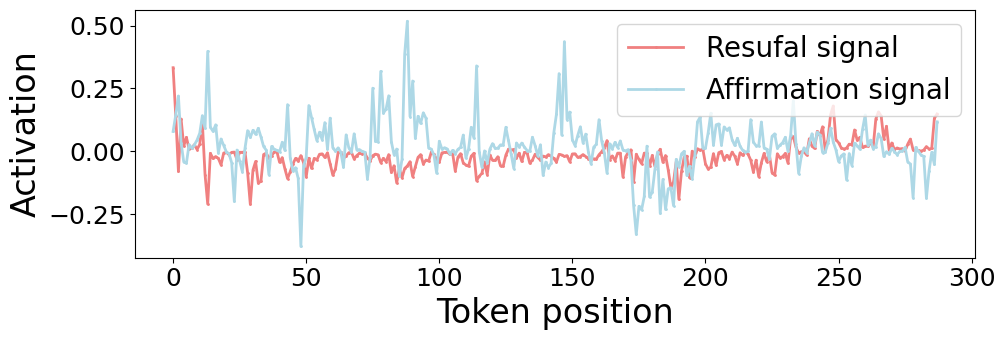 Resufal signal
Affirmation signal
Activation
0.50
0.25
0.00
−0.25
0 50 100 150 200 250 300
Token position